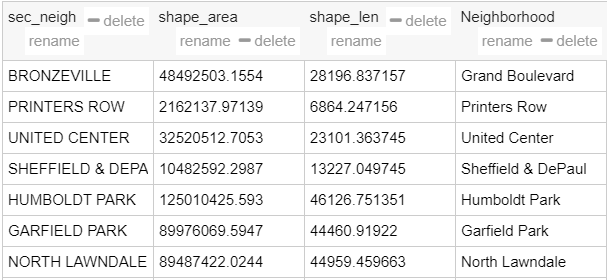 sec_neigh delete shape_area shape_len delete Neighborhood
rename rename delete rename rename delete
BRONZEVILLE 48492503.1554 28196.837157 Grand Boulevard
PRINTERS ROW 2162137.97139 6864.247156 Printers Row
UNITED CENTER 32520512.7053 23101.363745 United Center
SHEFFIELD & DEPA 10482592.2987 13227.049745 Sheffield & DePaul
HUMBOLDT PARK 125010425.593 46126.751351 Humboldt Park
GARFIELD PARK 89976069.5947 44460.91922 Garfield Park
NORTH LAWNDALE 89487422.0244 44959.459663 North Lawndale